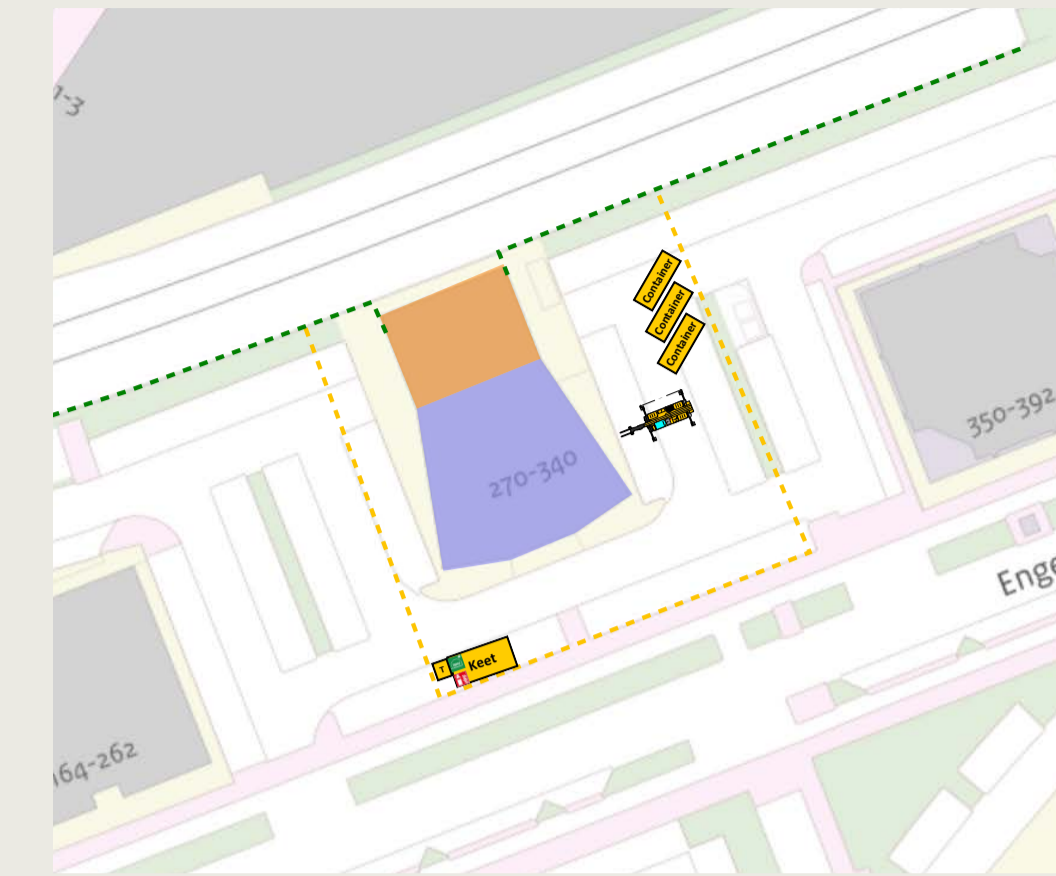 1-3
Container
Container
Container
350-392
270-340
Enge
T
Keet
164-262